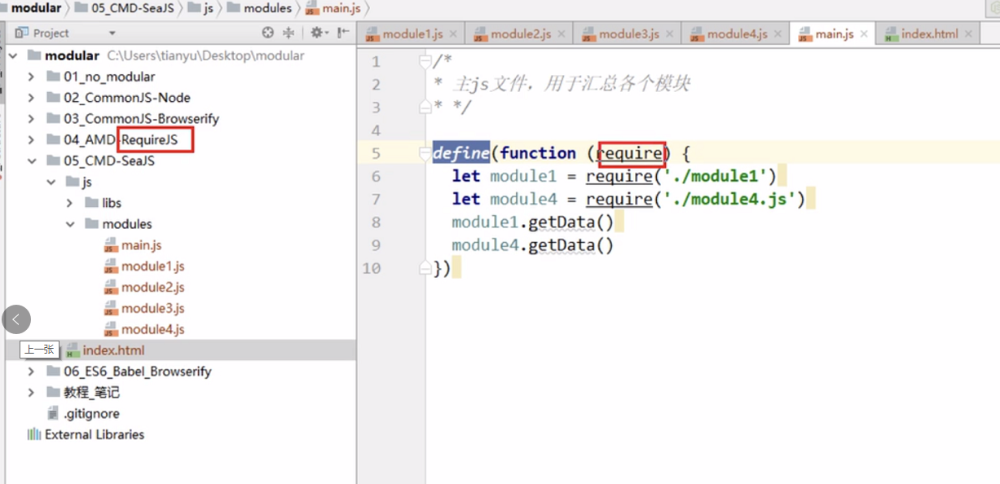 modular 05_CMD-SeaJS js modules main.js
Project
module1.js module2.js module3.js module4.js main.js index.html
modular C:\Users\tianyu\Desktop\modular
01_no_modular
02_CommonJS-Node
03_CommonJS-Browserify
04_AMD-RequireJS
05_CMD-SeaJS
js
libs
modules
main.js
module1.js
module2.js
module3.js
module4.js
上一张
index.html
06_ES6_Babel_Browserify
教程_笔记
.gitignore
External Libraries
1 /*
2 * 主js文件，用于汇总各个模块
3 * */
4
5 define(function (require) {
6 let module1 = require('./module1')
7 let module4 = require('./module4.js')
8 module1.getData()
9 module4.getData()
10 })